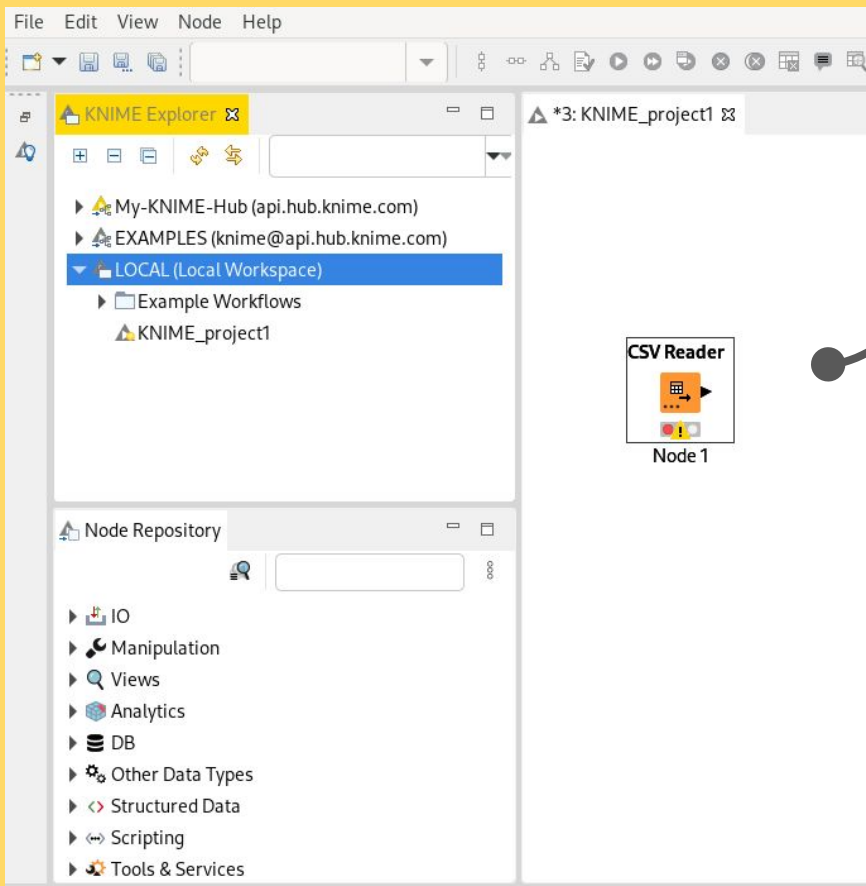 File Edit View Node Help
KNIME Explorer
*3: KNIME_project1
My-KNIME-Hub (api.hub.knime.com)
EXAMPLES (knime@api.hub.knime.com)
LOCAL (Local Workspace)
Example Workflows
KNIME_project1
CSV Reader
Node 1
Node Repository
IO
Manipulation
Views
Analytics
DB
Other Data Types
Structured Data
Scripting
Tools & Services